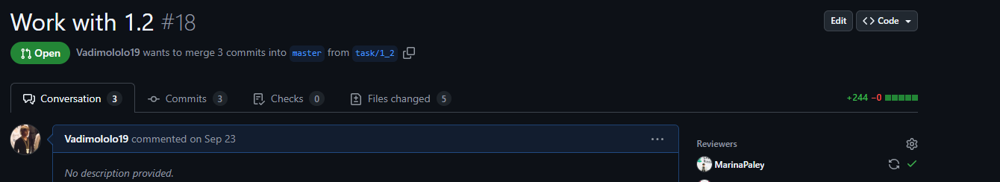 Work with 1.2 #18
Edit
Code
Open
Vadimololo19 wants to merge 3 commits into master from task/1_2
Conversation 3
Commits 3
Checks 0
Files changed 5
+244 −0
Vadimololo19 commented on Sep 23
Reviewers
MarinaPaley
No description provided.